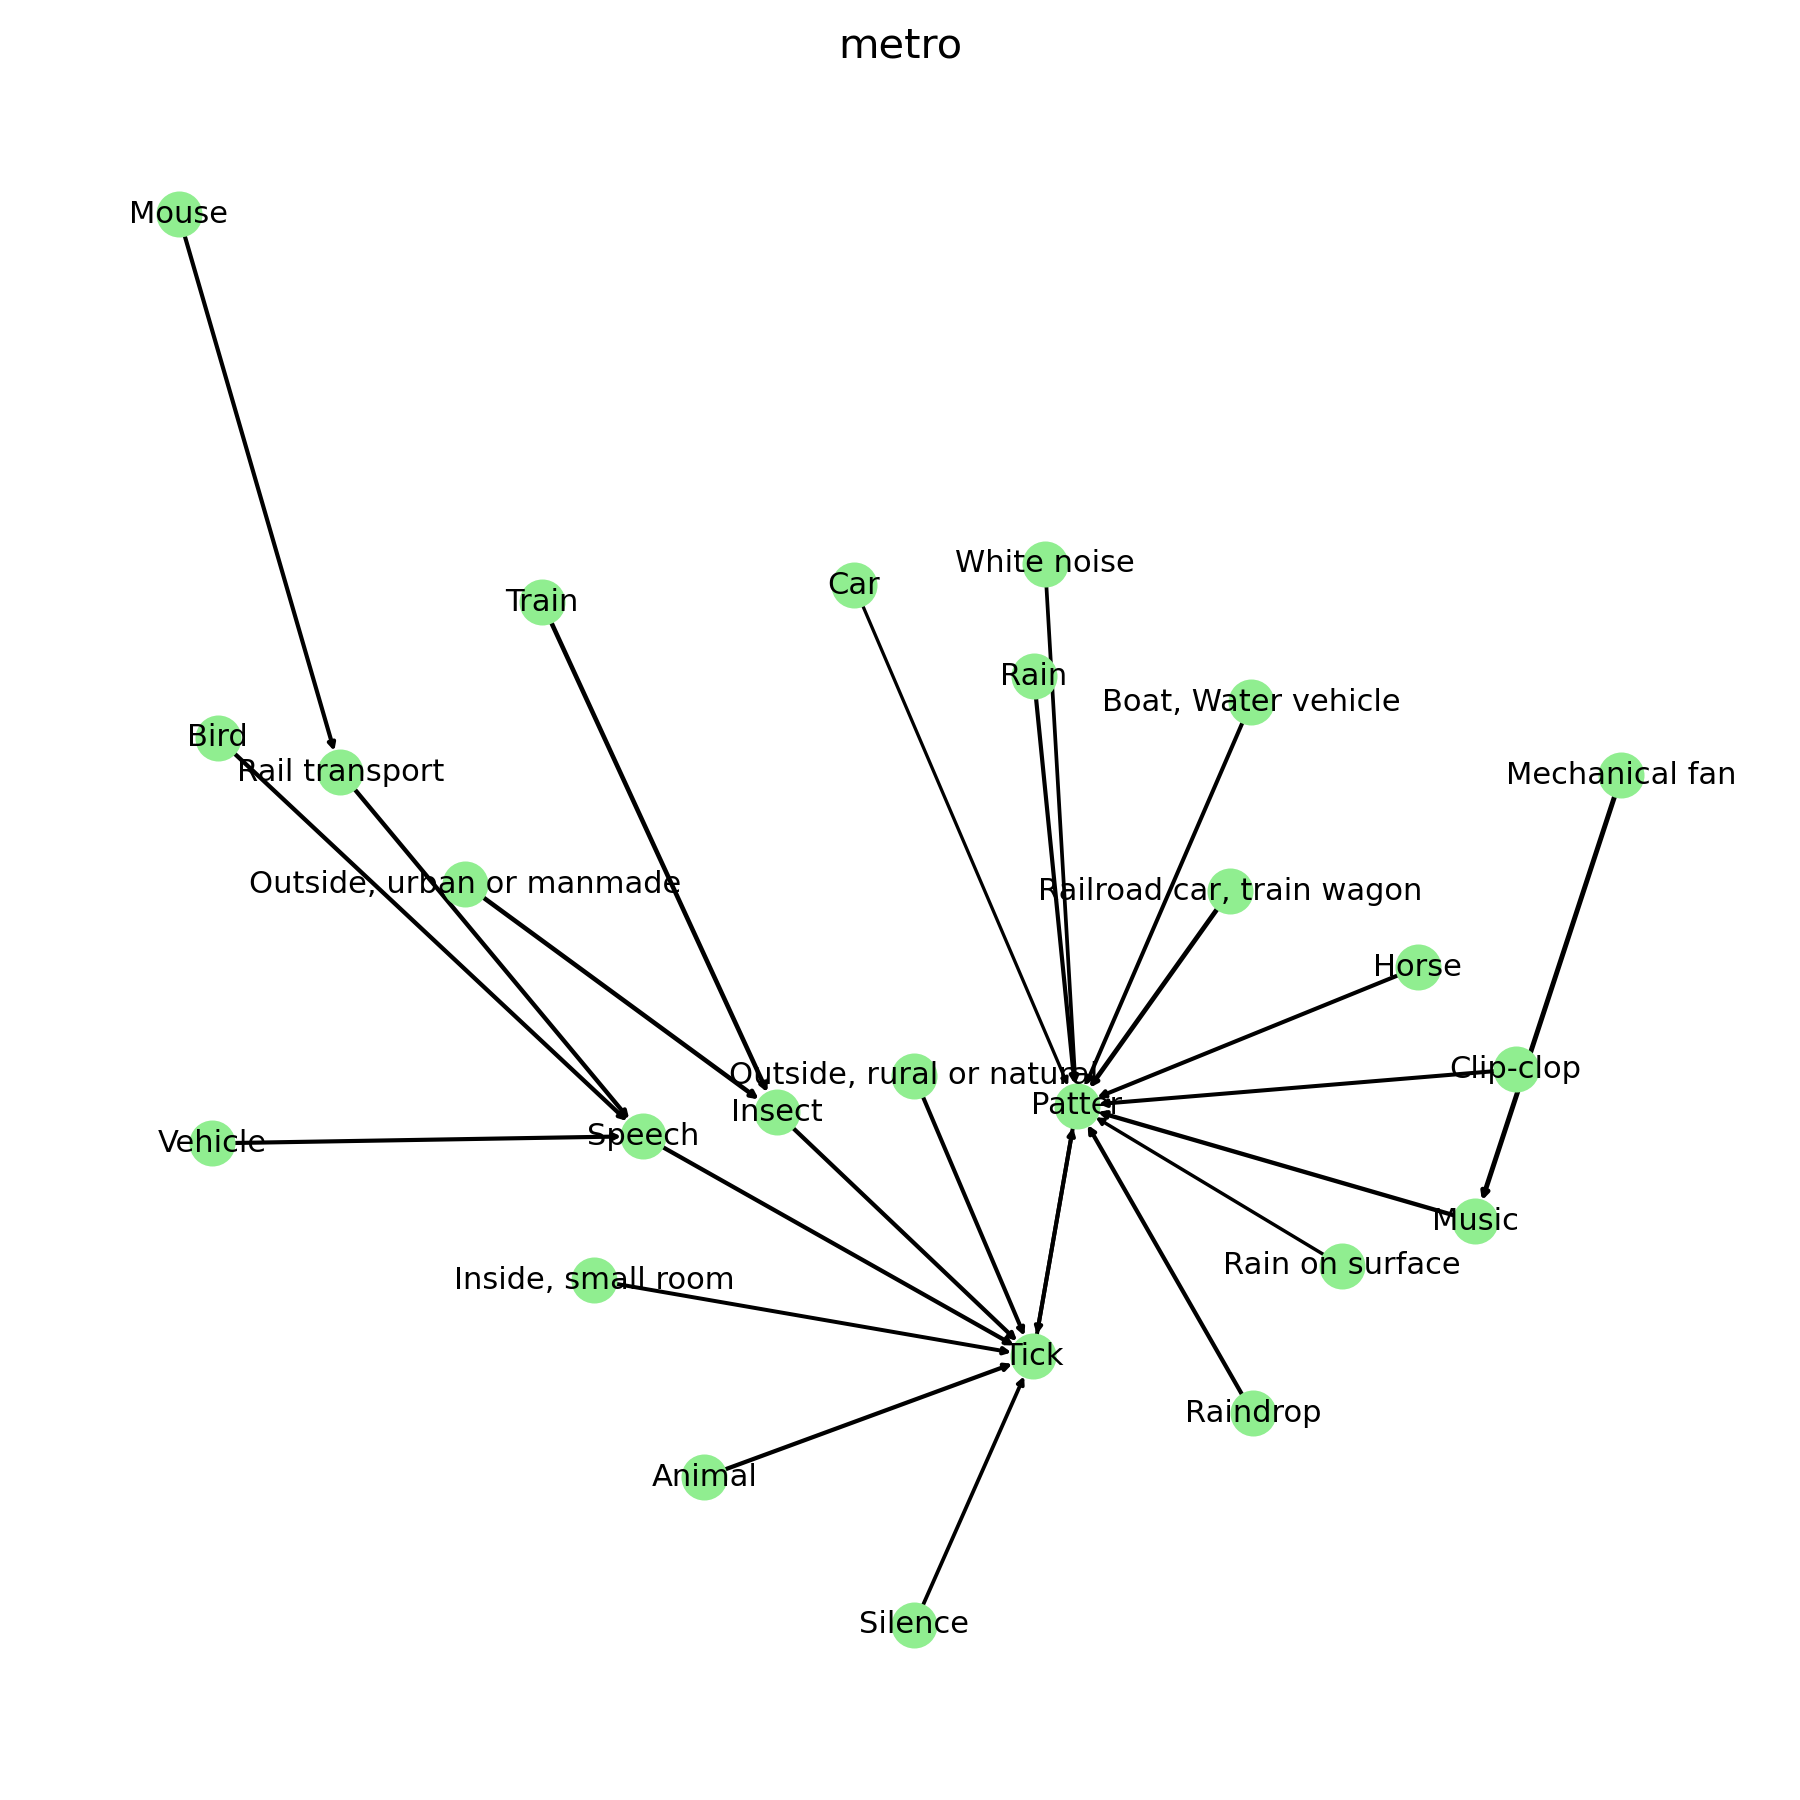 metro
Mouse
White noise
Car
Train
Rain
Boat, Water vehicle
Bird
Rail transport
Mechanical fan
Outside, urban or manmade
Railroad car, train wagon
Horse
Clip-clop
Outside, rural or natural
Patter
Insect
Speech
Vehicle
Music
Rain on surface
Inside, small room
Tick
Raindrop
Animal
Silence